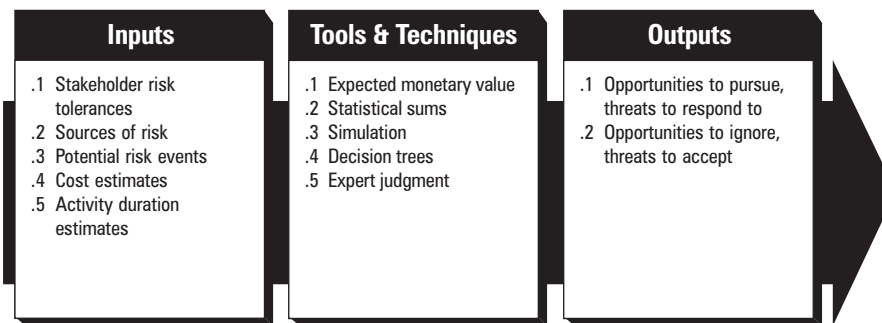 Inputs
.1 Stakeholder risk
tolerances
.2 Sources of risk
.3 Potential risk events
.4 Cost estimates
.5 Activity duration
estimates
Tools & Techniques
.1 Expected monetary value
.2 Statistical sums
.3 Simulation
.4 Decision trees
.5 Expert judgment
Outputs
.1 Opportunities to pursue,
threats to respond to
.2 Opportunities to ignore,
threats to accept